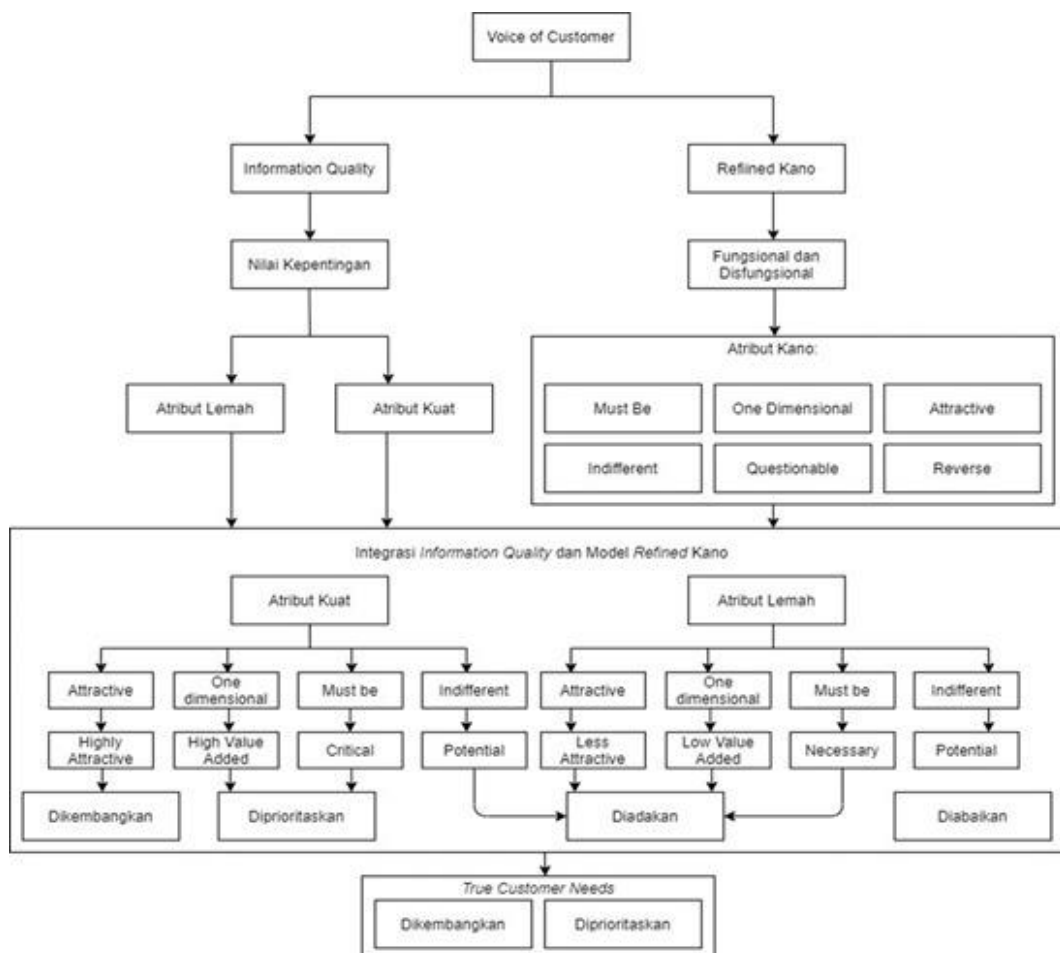 Voice of Customer
Information Quality
Refiined Kano
Nilai Kepentingan
Fungsional dan
Disfungsional
Atribut Kano:
Atribut Lemah
Atribut Kuat
Must Be
One Dimensional
Attractive
Indifferent
Questionable
Reverse
Integrasi Information Quality dan Model Refined Kano
Atribut Kuat
Atribut Lemah
Attractive
One
dimensional
Must be
Indifferent
Attractive
One
dimensional
Must be
Indifferent
Highly
Attractive
High Value
Added
Critical
Potential
Less
Attractive
Low Value
Added
Necessary
Potential
Dikembangkan
Diprioritaskan
Diadakan
Diabaikan
True Customer Needs
Dikembangkan
Diprioritaskan